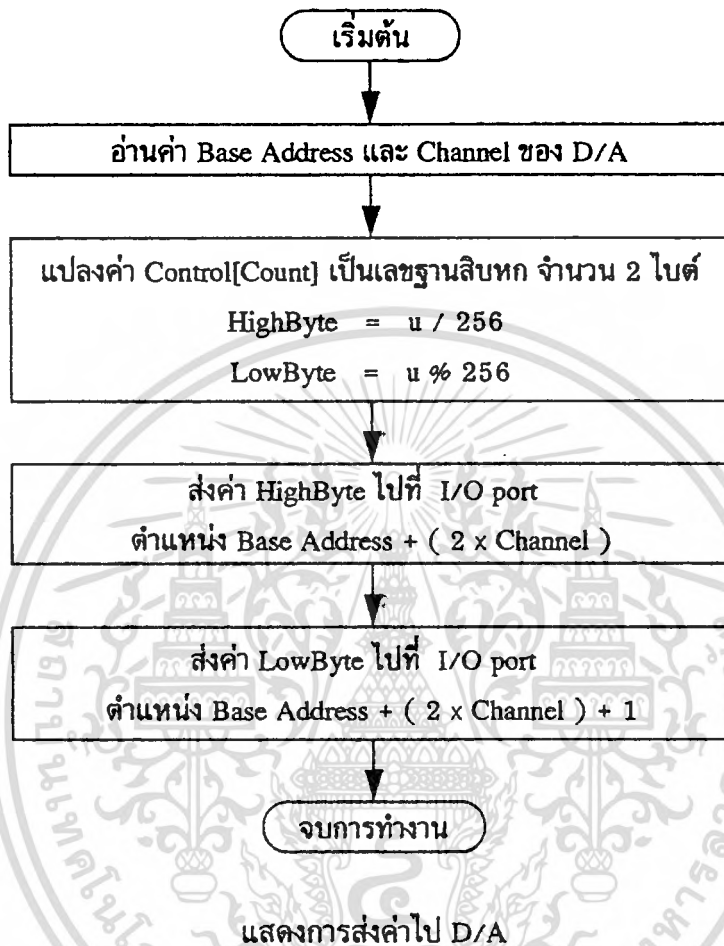 เริ่มต้น
อ่านค่า Base Address และ Channel ของ D/A
แปลงค่า Control[Count] เป็นเลขฐานสิบหก จำนวน 2 ไบต์
HighByte = u / 256
LowByte = u % 256
ส่งค่า HighByte ไปที่ I/O port
ตำแหน่ง Base Address + ( 2 x Channel )
ส่งค่า LowByte ไปที่ I/O port
ตำแหน่ง Base Address + ( 2 x Channel ) + 1
จบการทำงาน
แสดงการส่งค่าไป D/A